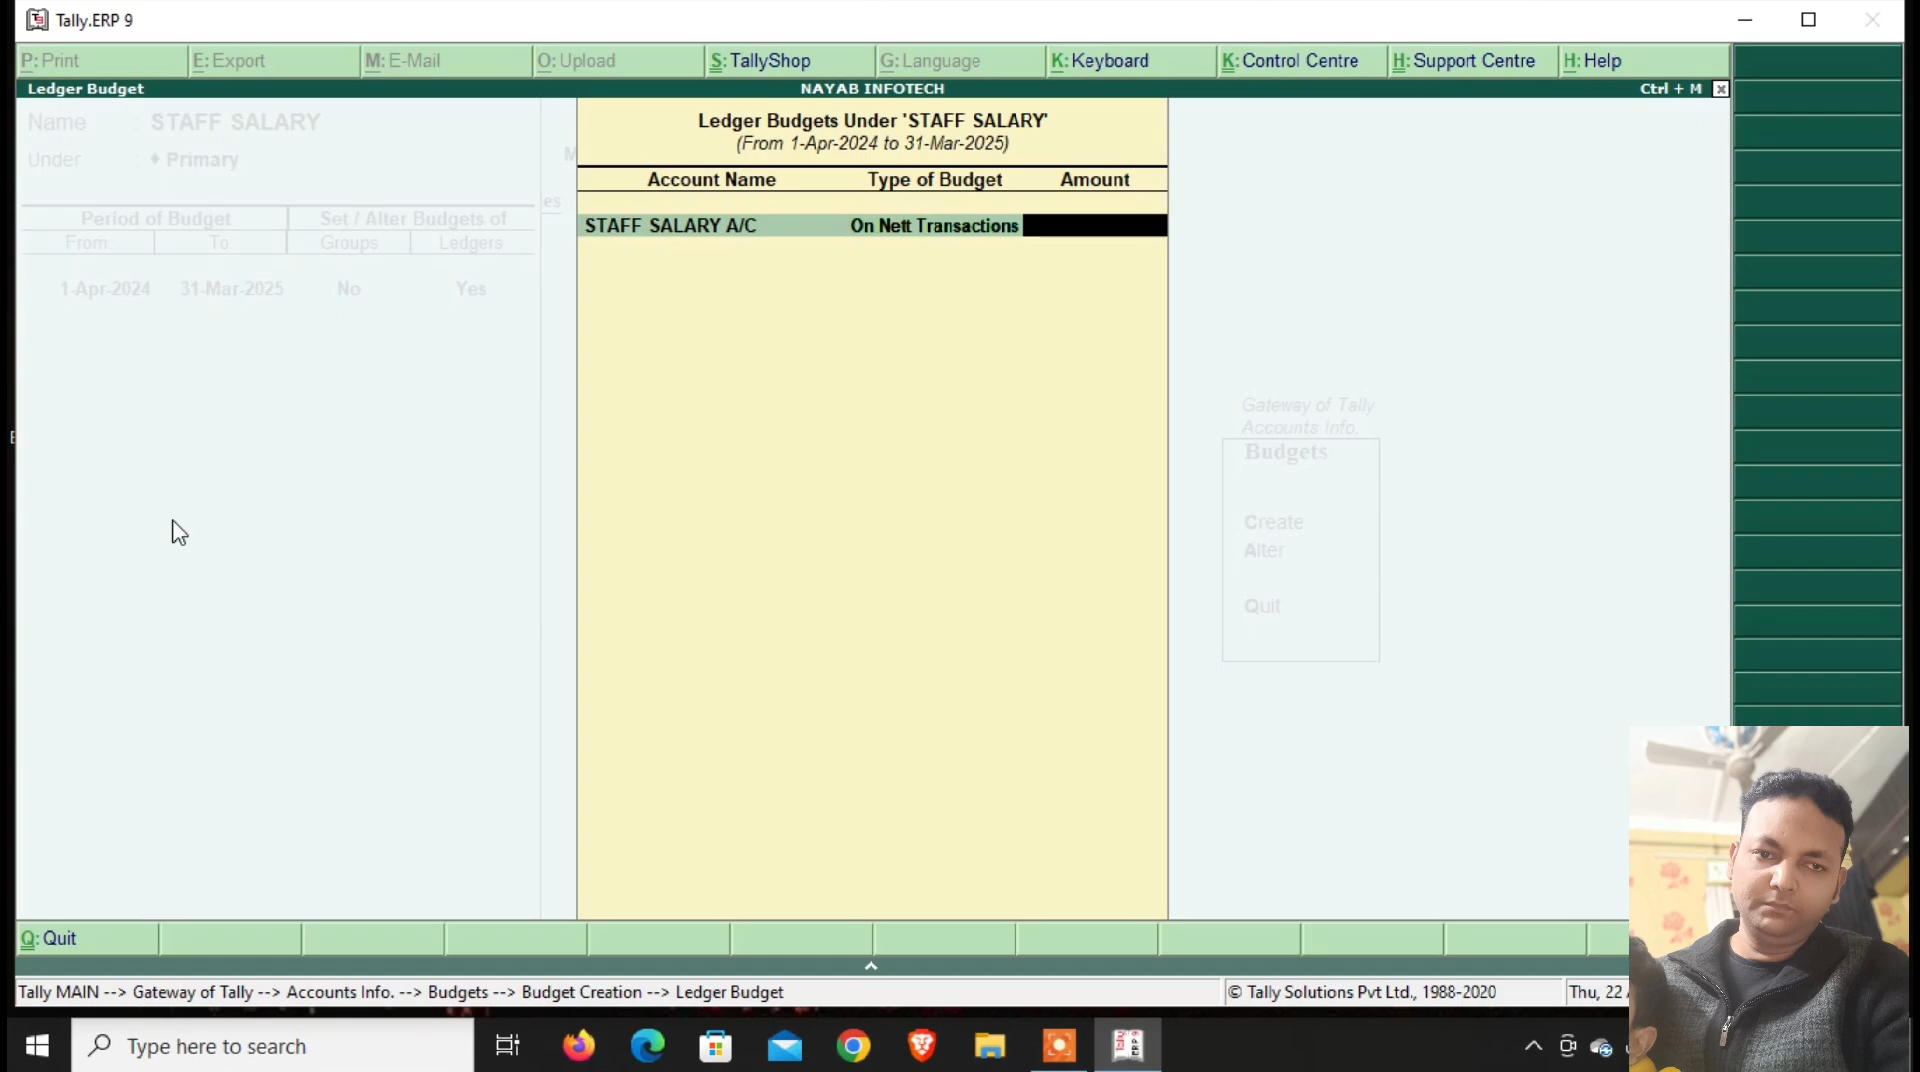 Tally.ERP 9
P: Print E: Export M: E-Mail O: Upload S: TallyShop G: Language K: Keyboard K: Control Centre H: Support Centre H: Help
Ledger Budget NAYAB INFOTECH Ctrl + M
Name : STAFF SALARY
Under : ♦ Primary
Period of Budget Set / Alter Budgets of
From To Groups Ledgers
1-Apr-2024 31-Mar-2025 No Yes
M
es
Ledger Budgets Under 'STAFF SALARY'
(From 1-Apr-2024 to 31-Mar-2025)
Account Name Type of Budget Amount
STAFF SALARY A/C On Nett Transactions
Gateway of Tally
Accounts Info.
Budgets
Create
Alter
Quit
Q: Quit
Tally MAIN --> Gateway of Tally --> Accounts Info. --> Budgets --> Budget Creation --> Ledger Budget © Tally Solutions Pvt Ltd., 1988-2020 Thu, 22
Type here to search